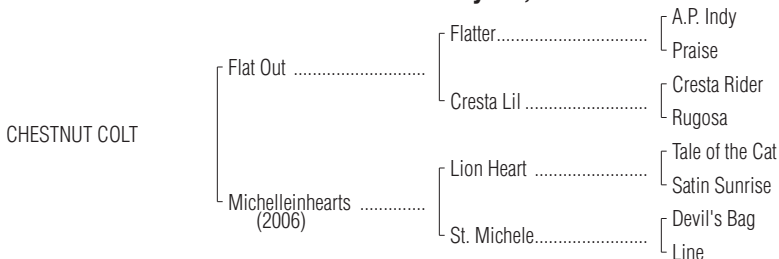 A.P. Indy
Flatter
Praise
Flat Out
Cresta Rider
Cresta Lil
Rugosa
CHESTNUT COLT
Tale of the Cat
Lion Heart
Satin Sunrise
Michelleinhearts
(2006)
Devil's Bag
St. Michele
Line